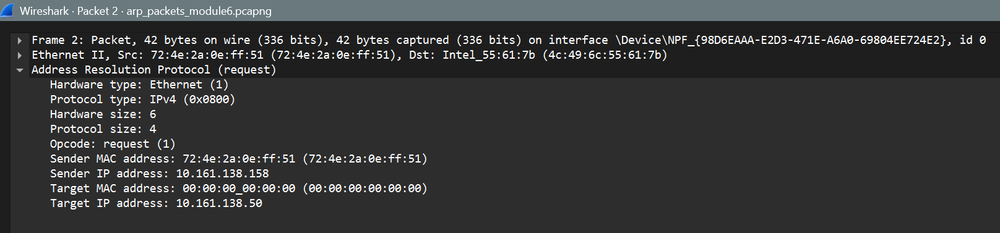 Wireshark · Packet 2 · arp_packets_module6.pcapng
Frame 2: Packet, 42 bytes on wire (336 bits), 42 bytes captured (336 bits) on interface \Device\NPF_{98D6EAAA-E2D3-471E-A6A0-69804EE724E2}, id 0
Ethernet II, Src: 72:4e:2a:0e:ff:51 (72:4e:2a:0e:ff:51), Dst: Intel_55:61:7b (4c:49:6c:55:61:7b)
Address Resolution Protocol (request)
Hardware type: Ethernet (1)
Protocol type: IPv4 (0x0800)
Hardware size: 6
Protocol size: 4
Opcode: request (1)
Sender MAC address: 72:4e:2a:0e:ff:51 (72:4e:2a:0e:ff:51)
Sender IP address: 10.161.138.158
Target MAC address: 00:00:00_00:00:00 (00:00:00:00:00:00)
Target IP address: 10.161.138.50